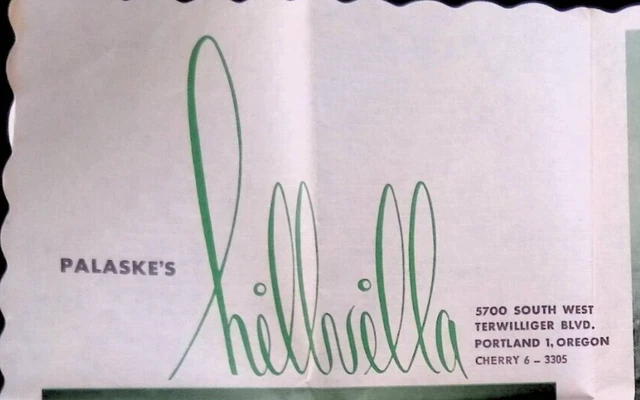 PALASKE'S
hillvilla
5700 SOUTH WEST
TERWILLIGER BLVD.
PORTLAND 1, OREGON
CHERRY 6 – 3305